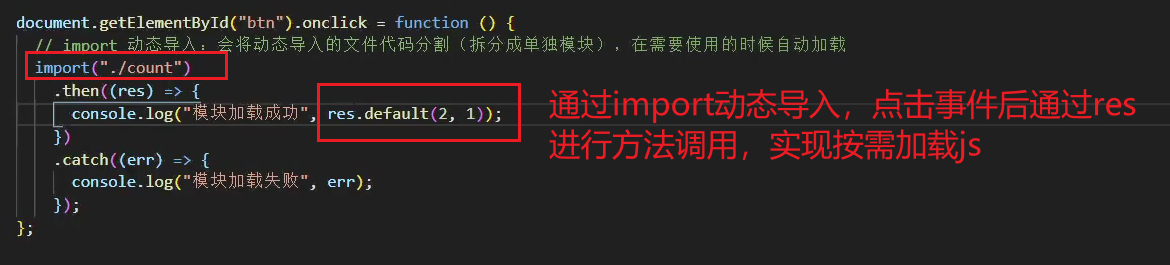 document.getElementById("btn").onclick = function () {
// import 动态导入：会将动态导入的文件代码分割（拆分成单独模块），在需要使用的时候自动加载
import("./count")
.then((res) => {
console.log("模块加载成功", res.default(2, 1));
})
.catch((err) => {
console.log("模块加载失败", err);
});
};
通过import动态导入，点击事件后通过res
进行方法调用，实现按需加载js